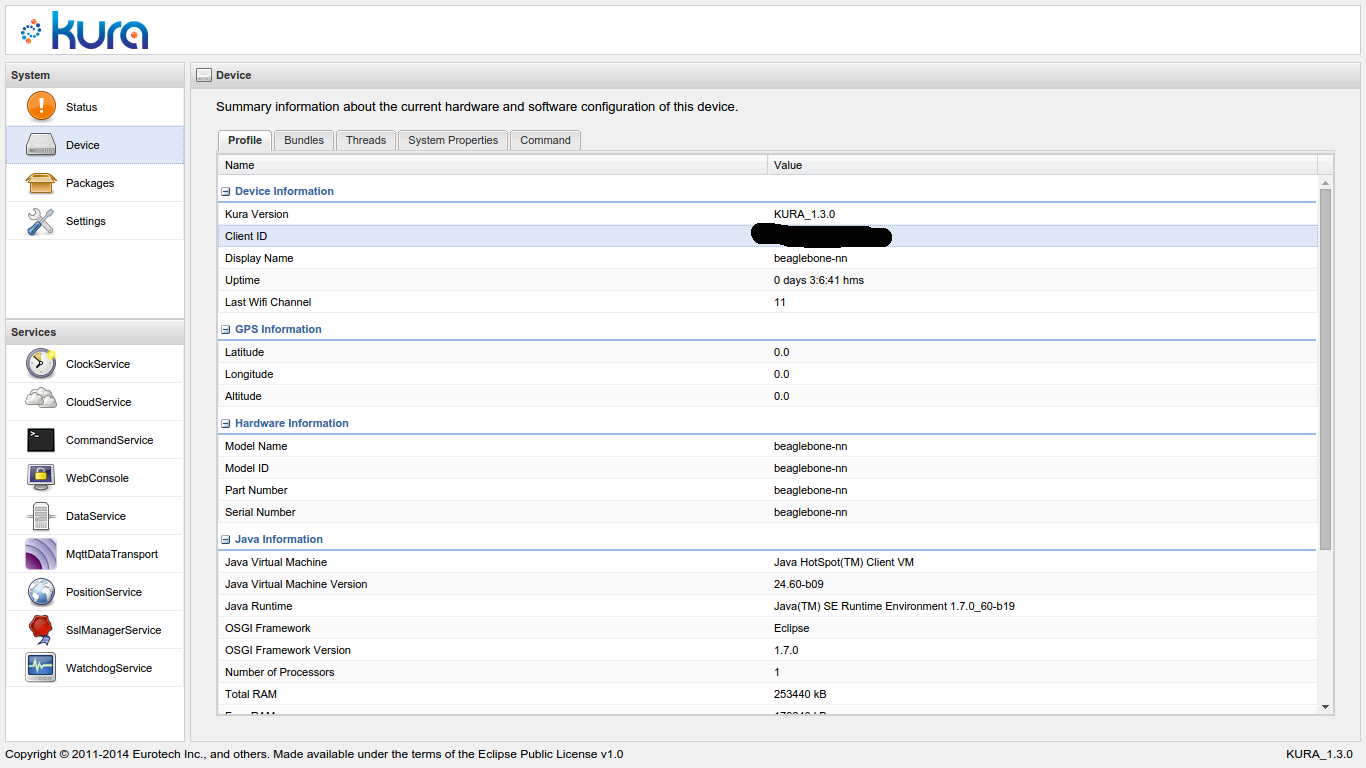 kura
System
Status
Device
Packages
Settings
Services
ClockService
CloudService
CommandService
WebConsole
DataService
MqttDataTransport
PositionService
SslManagerService
WatchdogService
Device
Summary information about the current hardware and software configuration of this device.
Profile Bundles Threads System Properties Command
Name Value
Device Information
Kura Version KURA_1.3.0
Client ID
Display Name beaglebone-nn
Uptime 0 days 3:6:41 hms
Last Wifi Channel 11
GPS Information
Latitude 0.0
Longitude 0.0
Altitude 0.0
Hardware Information
Model Name beaglebone-nn
Model ID beaglebone-nn
Part Number beaglebone-nn
Serial Number beaglebone-nn
Java Information
Java Virtual Machine Java HotSpot(TM) Client VM
Java Virtual Machine Version 24.60-b09
Java Runtime Java(TM) SE Runtime Environment 1.7.0_60-b19
OSGI Framework Eclipse
OSGI Framework Version 1.7.0
Number of Processors 1
Total RAM 253440 kB
Copyright © 2011-2014 Eurotech Inc., and others. Made available under the terms of the Eclipse Public License v1.0 KURA_1.3.0